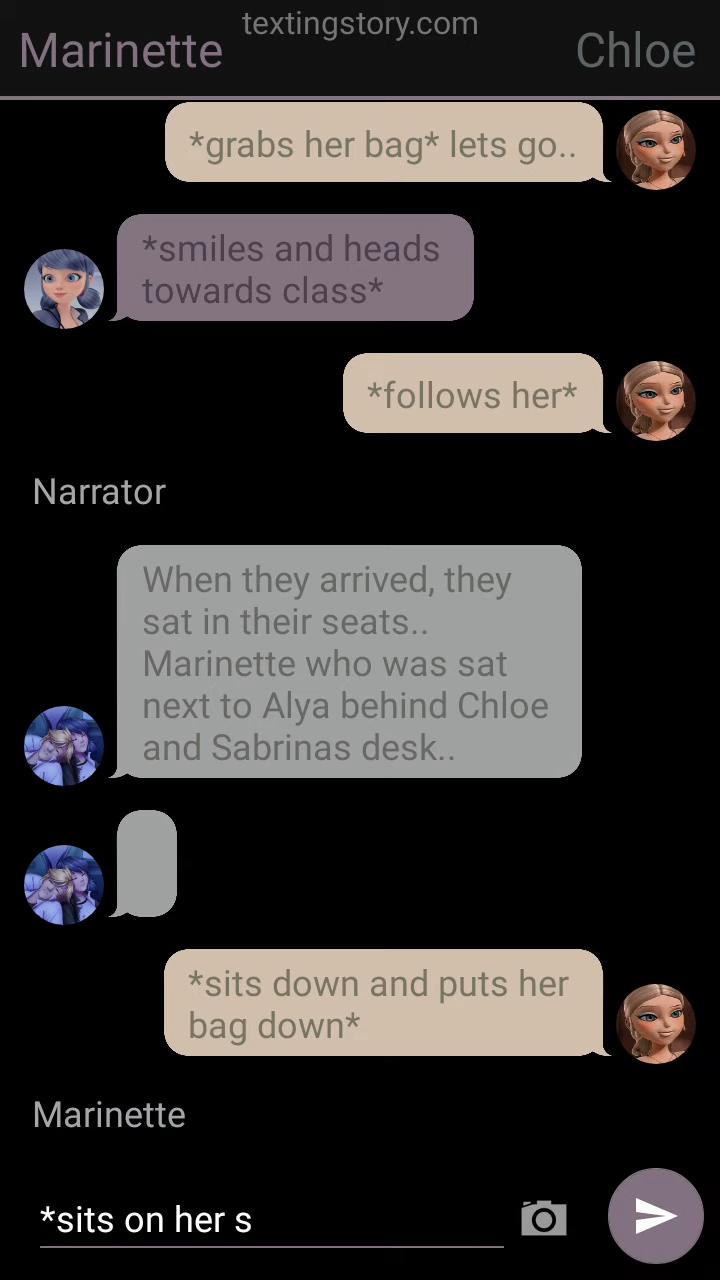 textingstory.com
Marinette
Chloe
*grabs her bag* lets go..
*smiles and heads
towards class*
*follows her*
Narrator
When they arrived, they
sat in their seats..
Marinette who was sat
next to Alya behind Chloe
and Sabrinas desk..
*sits down and puts her
bag down*
Marinette
*sits on her s